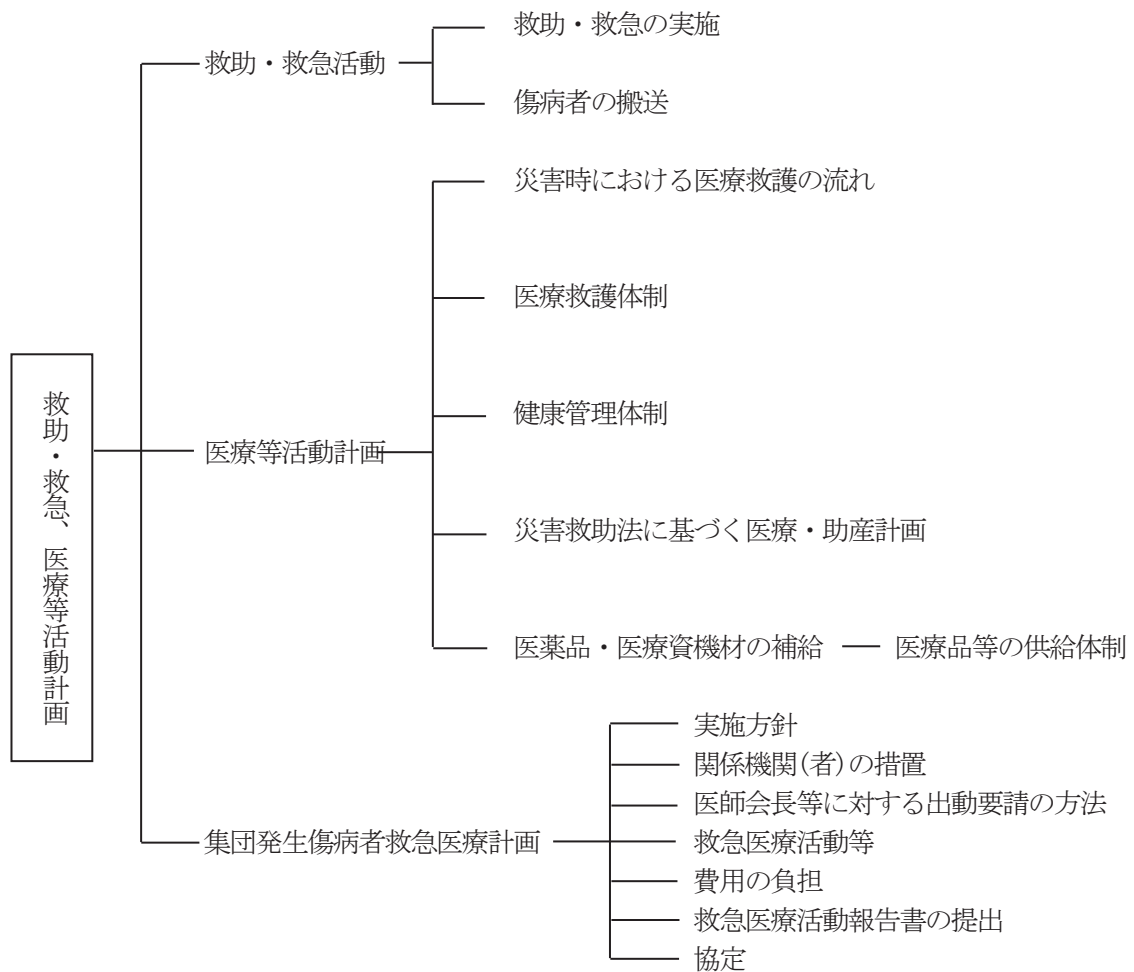 救助・救急、医療等活動計画
救助・救急活動
救助・救急の実施
傷病者の搬送
医療等活動計画
災害時における医療救護の流れ
医療救護体制
健康管理体制
災害救助法に基づく医療・助産計画
医薬品・医療資機材の補給
医療品等の供給体制
集団発生傷病者救急医療計画
実施方針
関係機関(者)の措置
医師会長等に対する出動要請の方法
救急医療活動等
費用の負担
救急医療活動報告書の提出
協定